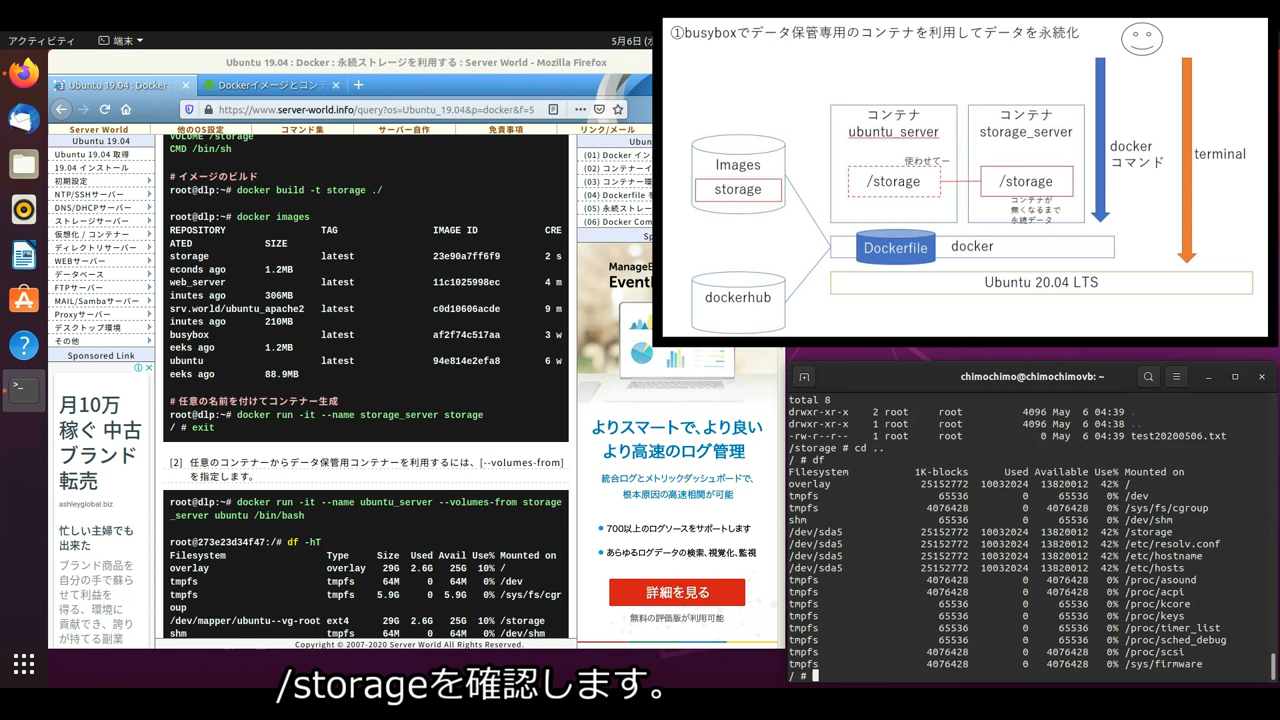 アクティビティ
端末
5月6日 (水
Ubuntu 19.04 : Docker : 永続ストレージを利用する : Server World - Mozilla Firefox
Ubuntu 19.04 : Docker
Dockerイメージとコンテ
https://www.server-world.info/query?os=Ubuntu_19.04&p=docker&f=5
Server World
他のOS設定
コマンド集
サーバー自作
免責事項
リンク/メール
Ubuntu 19.04
Ubuntu 19.04 取得
19.04 インストール
初期設定
NTP/SSHサーバー
DNS/DHCPサーバー
ストレージサーバー
仮想化 / コンテナー
ディレクトリサーバー
WEBサーバー
データベース
FTPサーバー
MAIL/Sambaサーバー
Proxyサーバー
デスクトップ環境
その他
Sponsored Link
月10万
稼ぐ 中古
ブランド
転売
ashleyglobal.biz
忙しい主婦でも
出来た
ブランド商品を
自分の手で蘇ら
せて利益を
得る、環境に
貢献でき、誇り
が持てる副業
VOLUME /storage
CMD /bin/sh
# イメージのビルド
root@dlp:~# docker build -t storage ./
root@dlp:~# docker images
REPOSITORY TAG IMAGE ID CRE
ATED SIZE
storage latest 23e90a7ff6f9 2 s
econds ago 1.2MB
web_server latest 11c1025998ec 4 m
inutes ago 306MB
srv.world/ubuntu_apache2 latest c0d10606acde 9 m
inutes ago 210MB
busybox latest af2f74c517aa 3 w
eeks ago 1.2MB
ubuntu latest 94e814e2efa8 6 w
eeks ago 88.9MB
# 任意の名前を付けてコンテナー生成
root@dlp:~# docker run -it --name storage_server storage
/ # exit
[2] 任意のコンテナーからデータ保管用コンテナーを利用するには、[--volumes-from]
を指定します。
root@dlp:~# docker run -it --name ubuntu_server --volumes-from storage
_server ubuntu /bin/bash
root@273e23d34f47:/# df -hT
Filesystem Type Size Used Avail Use% Mounted on
overlay overlay 29G 2.6G 25G 10% /
tmpfs tmpfs 64M 0 64M 0% /dev
tmpfs tmpfs 5.9G 0 5.9G 0% /sys/fs/cgr
oup
/dev/mapper/ubuntu--vg-root ext4 29G 2.6G 25G 10% /storage
shm tmpfs 64M 0 64M 0% /dev/shm
Copyright © 2007-2020 Server World All Rights Reserved.
Ubun
(01) Docker イン
(02) コンテナーイ
(03) コンテナー環
(04) Dockerfile を
(05) 永続ストレー
(06) Docker Com
Sp
ManageE
Event
よりスマートで、より良い
より高速のログ管理
統合ログとメトリックダッシュボードで、
根本原因の高速相関が可能
700以上のログソースをサポートします
あらゆるログデータの検索、視覚化、監視
詳細を見る
無料の評価版が利用可能
①busyboxでデータ保管専用のコンテナを利用してデータを永続化
コンテナ
ubuntu_server
コンテナ
storage_server
使わせてー
/storage
/storage
コンテナが
無くなるまで
永続データ
Images
storage
dockerhub
Dockerfile
docker
Ubuntu 20.04 LTS
docker
コマンド
terminal
chimochimo@chimochimovb: ~
total 8
drwxr-xr-x 2 root root 4096 May 6 04:39 .
drwxr-xr-x 1 root root 4096 May 6 04:38 ..
-rw-r--r-- 1 root root 0 May 6 04:39 test20200506.txt
/storage # cd ..
/ # df
Filesystem 1K-blocks Used Available Use% Mounted on
overlay 25152772 10032024 13820012 42% /
tmpfs 65536 0 65536 0% /dev
tmpfs 4076428 0 4076428 0% /sys/fs/cgroup
shm 65536 0 65536 0% /dev/shm
/dev/sda5 25152772 10032024 13820012 42% /storage
/dev/sda5 25152772 10032024 13820012 42% /etc/resolv.conf
/dev/sda5 25152772 10032024 13820012 42% /etc/hostname
/dev/sda5 25152772 10032024 13820012 42% /etc/hosts
tmpfs 4076428 0 4076428 0% /proc/asound
tmpfs 4076428 0 4076428 0% /proc/acpi
tmpfs 65536 0 65536 0% /proc/kcore
tmpfs 65536 0 65536 0% /proc/keys
tmpfs 65536 0 65536 0% /proc/timer_list
tmpfs 65536 0 65536 0% /proc/sched_debug
tmpfs 4076428 0 4076428 0% /proc/scsi
tmpfs 4076428 0 4076428 0% /sys/firmware
/ #
/storageを確認します。